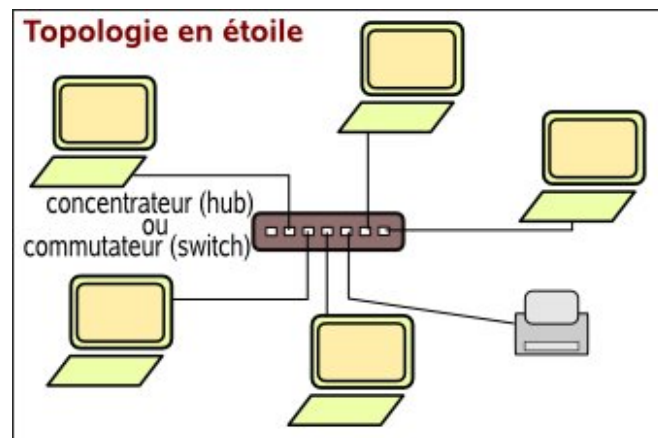 Topologie en étoile
concentrateur (hub)
ou
commutateur (switch)